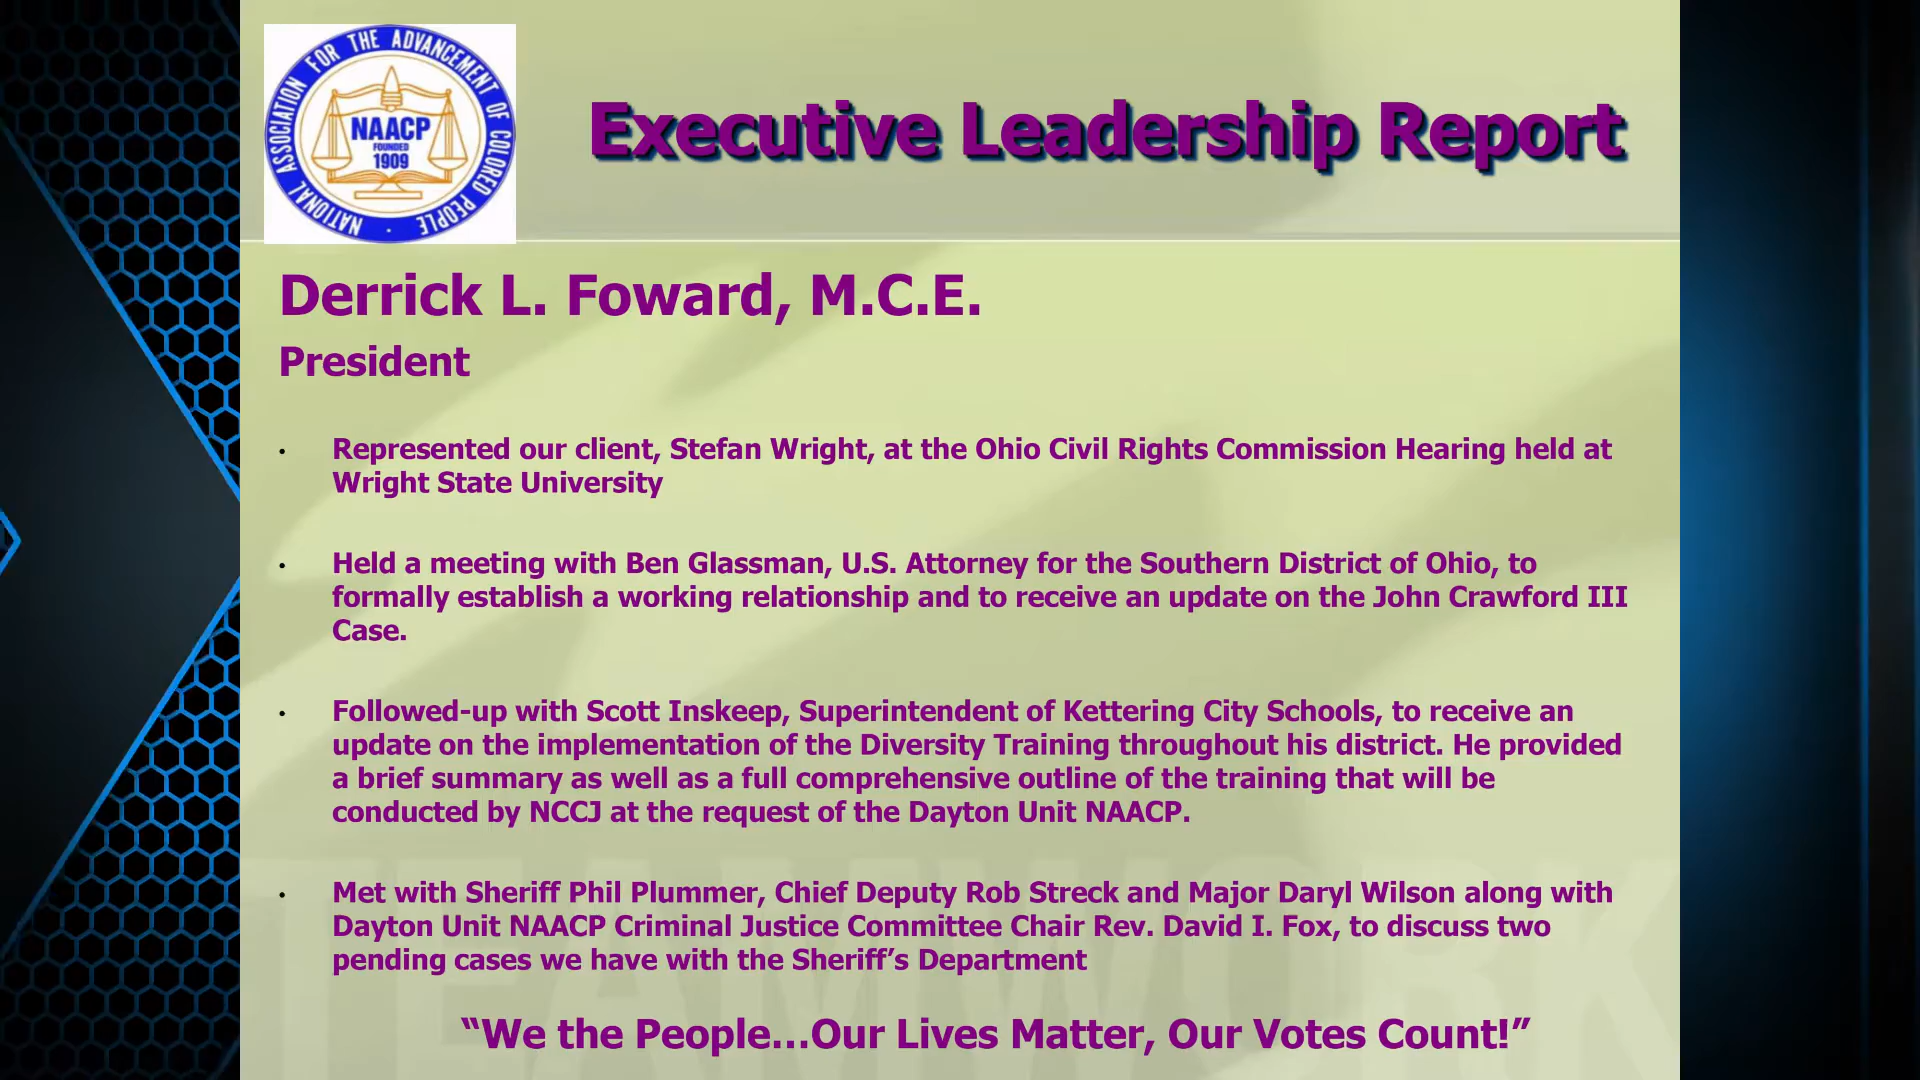 NATIONAL ASSOCIATION FOR THE ADVANCEMENT OF COLORED PEOPLE
NAACP
FOUNDED
1909
Executive Leadership Report
Derrick L. Foward, M.C.E.
President
• Represented our client, Stefan Wright, at the Ohio Civil Rights Commission Hearing held at
Wright State University
• Held a meeting with Ben Glassman, U.S. Attorney for the Southern District of Ohio, to
formally establish a working relationship and to receive an update on the John Crawford III
Case.
• Followed-up with Scott Inskeep, Superintendent of Kettering City Schools, to receive an
update on the implementation of the Diversity Training throughout his district. He provided
a brief summary as well as a full comprehensive outline of the training that will be
conducted by NCCJ at the request of the Dayton Unit NAACP.
• Met with Sheriff Phil Plummer, Chief Deputy Rob Streck and Major Daryl Wilson along with
Dayton Unit NAACP Criminal Justice Committee Chair Rev. David I. Fox, to discuss two
pending cases we have with the Sheriff’s Department
TEAMWORK
“We the People…Our Lives Matter, Our Votes Count!”